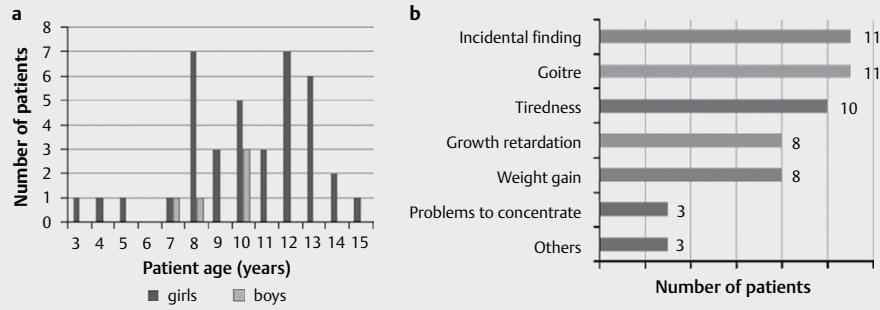 a
8
7
6
5
4
3
2
1
0
Number of patients
3 4 5 6 7 8 9 10 11 12 13 14 15
Patient age (years)
girls boys
b
Incidental finding 11
Goitre 11
Tiredness 10
Growth retardation 8
Weight gain 8
Problems to concentrate 3
Others 3
Number of patients